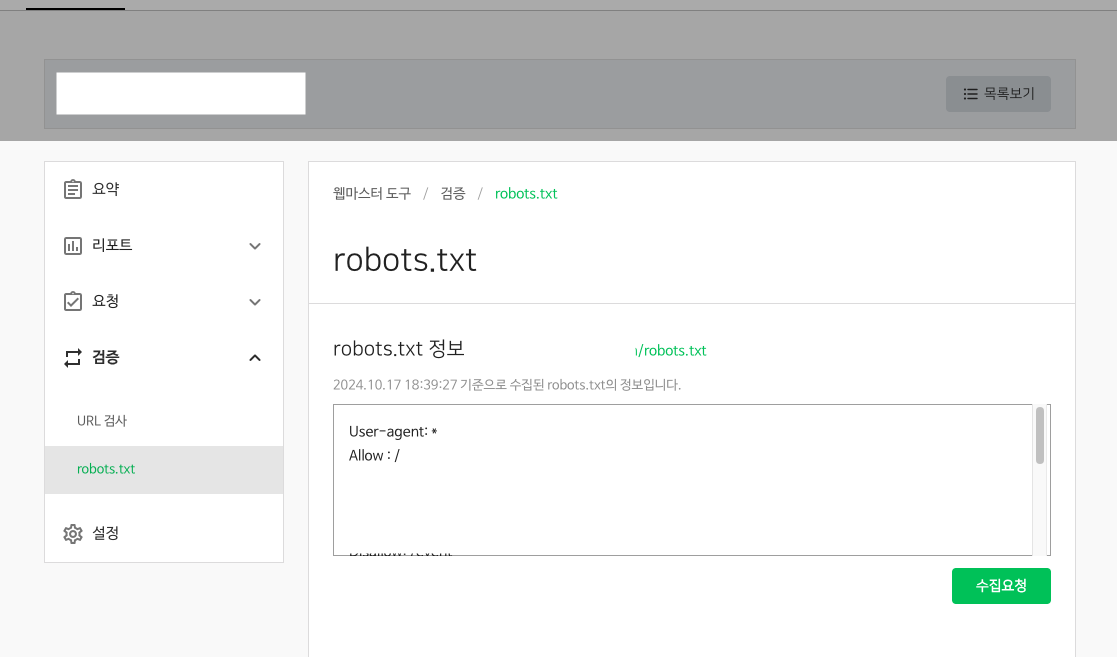 목록보기
요약
리포트
요청
검증
URL 검사
robots.txt
설정
웹마스터 도구 / 검증 / robots.txt
robots.txt
robots.txt 정보
/robots.txt
2024.10.17 18:39:27 기준으로 수집된 robots.txt의 정보입니다.
User-agent: *
Allow : /
수집요청